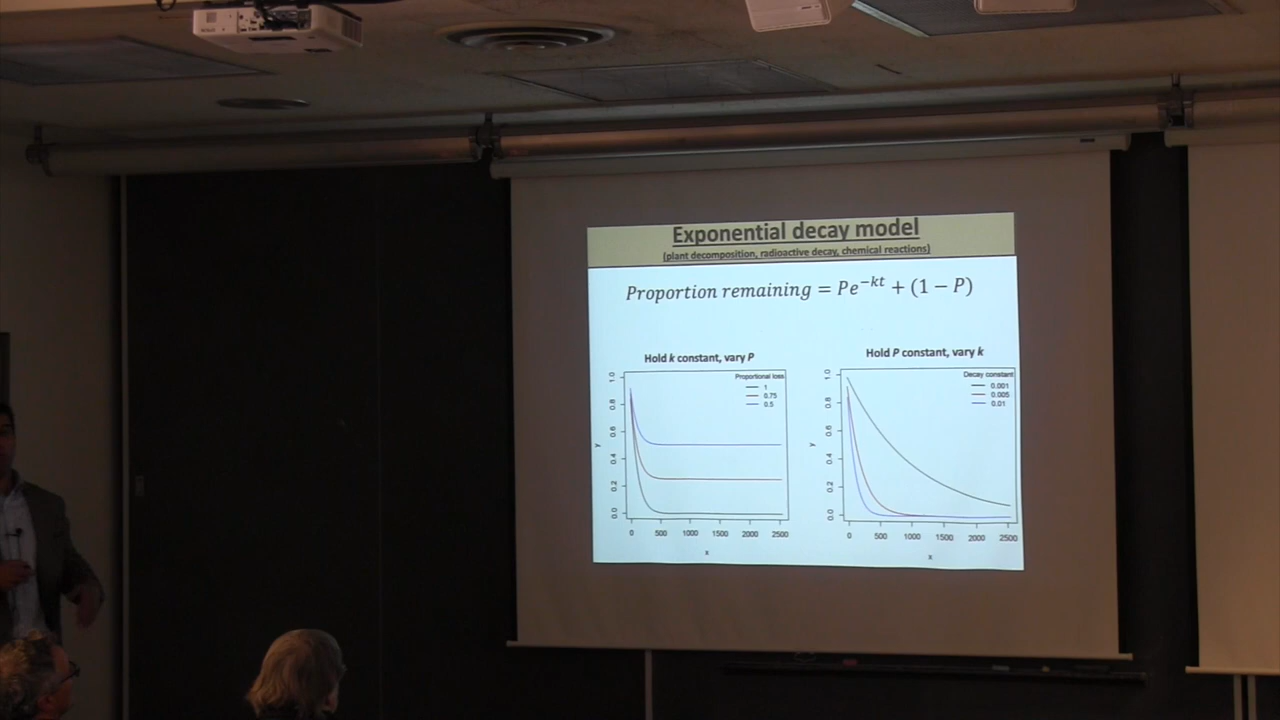 Exponential decay model
(plant decomposition, radioactive decay, chemical reactions)
Proportion remaining = Pe^{-kt} + (1 − P)
Hold k constant, vary P
Proportional loss
1
0.75
0.5
1.0
0.8
0.6
0.4
0.2
0.0
y
0 500 1000 1500 2000 2500
x
Hold P constant, vary k
Decay constant
0.001
0.005
0.01
1.0
0.8
0.6
0.4
0.2
0.0
y
0 500 1000 1500 2000 2500
x